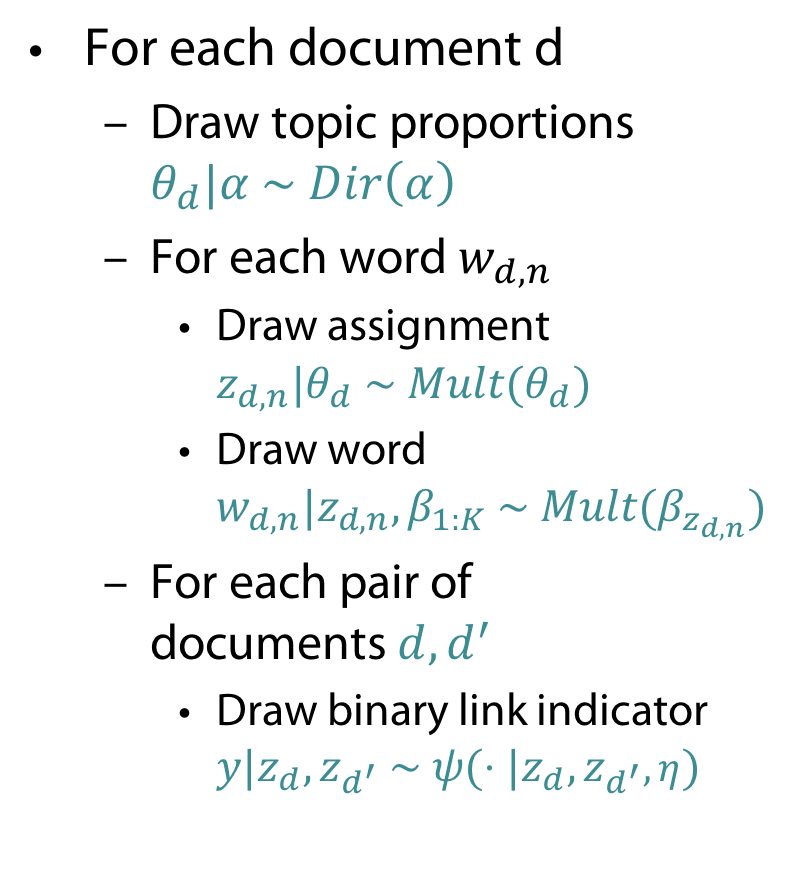 • For each document d
– Draw topic proportions
θ_d|α ~ Dir(α)
– For each word w_{d,n}
• Draw assignment
z_{d,n}|θ_d ~ Mult(θ_d)
• Draw word
w_{d,n}|z_{d,n}, β_{1:K} ~ Mult(β_{z_{d,n}})
– For each pair of
documents d, d′
• Draw binary link indicator
y|z_d, z_{d′} ~ ψ(· |z_d, z_{d′}, η)